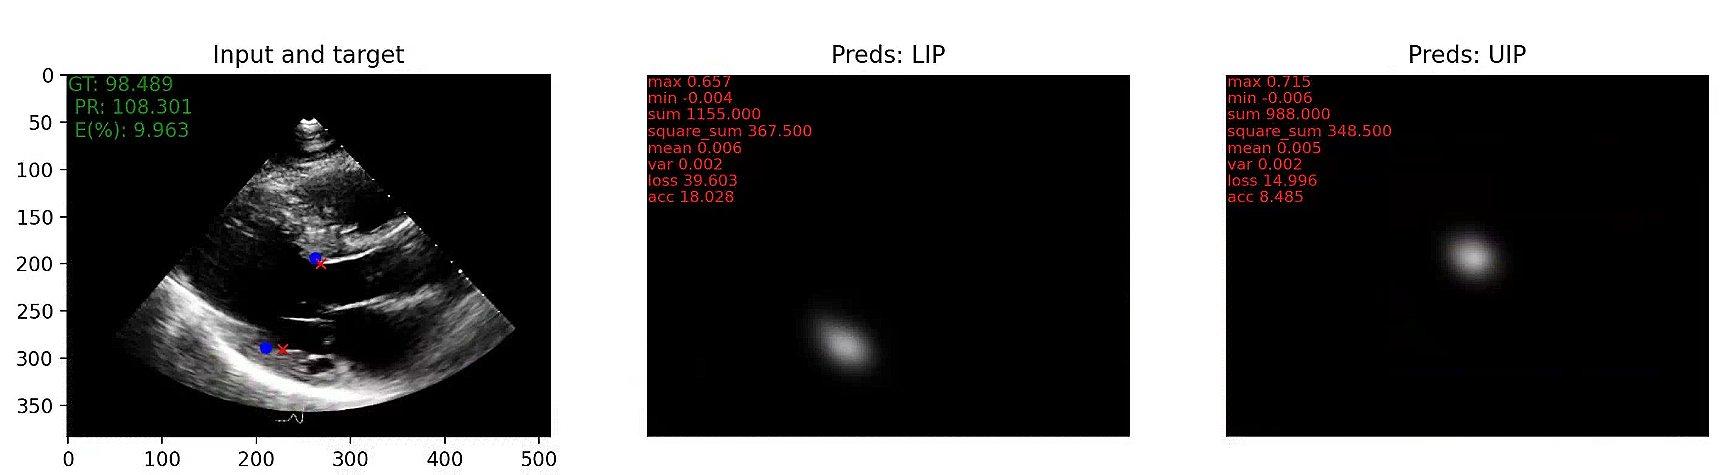 Input and target
GT: 98.489
PR: 108.301
E(%): 9.963
0
50
100
150
200
250
300
350
0 100 200 300 400 500
Preds: LIP
max 0.657
min -0.004
sum 1155.000
square_sum 367.500
mean 0.006
var 0.002
loss 39.603
acc 18.028
Preds: UIP
max 0.715
min -0.006
sum 988.000
square_sum 348.500
mean 0.005
var 0.002
loss 14.996
acc 8.485